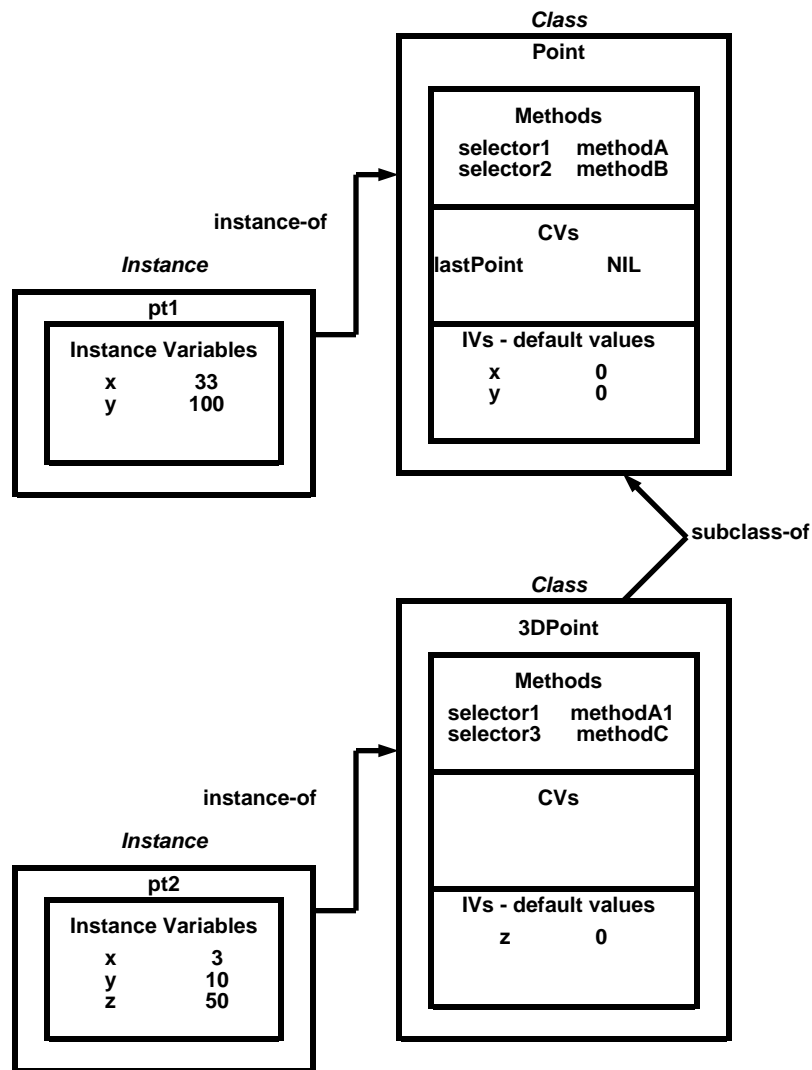 Class
Point
Methods
selector1 methodA
selector2 methodB
instance-of
CVs
Instance
lastPoint NIL
pt1
IVs - default values
Instance Variables
x 33
y 100
x 0
y 0
subclass-of
Class
3DPoint
Methods
selector1 methodA1
selector3 methodC
instance-of
CVs
Instance
pt2
IVs - default values
Instance Variables
z 0
x 3
y 10
z 50